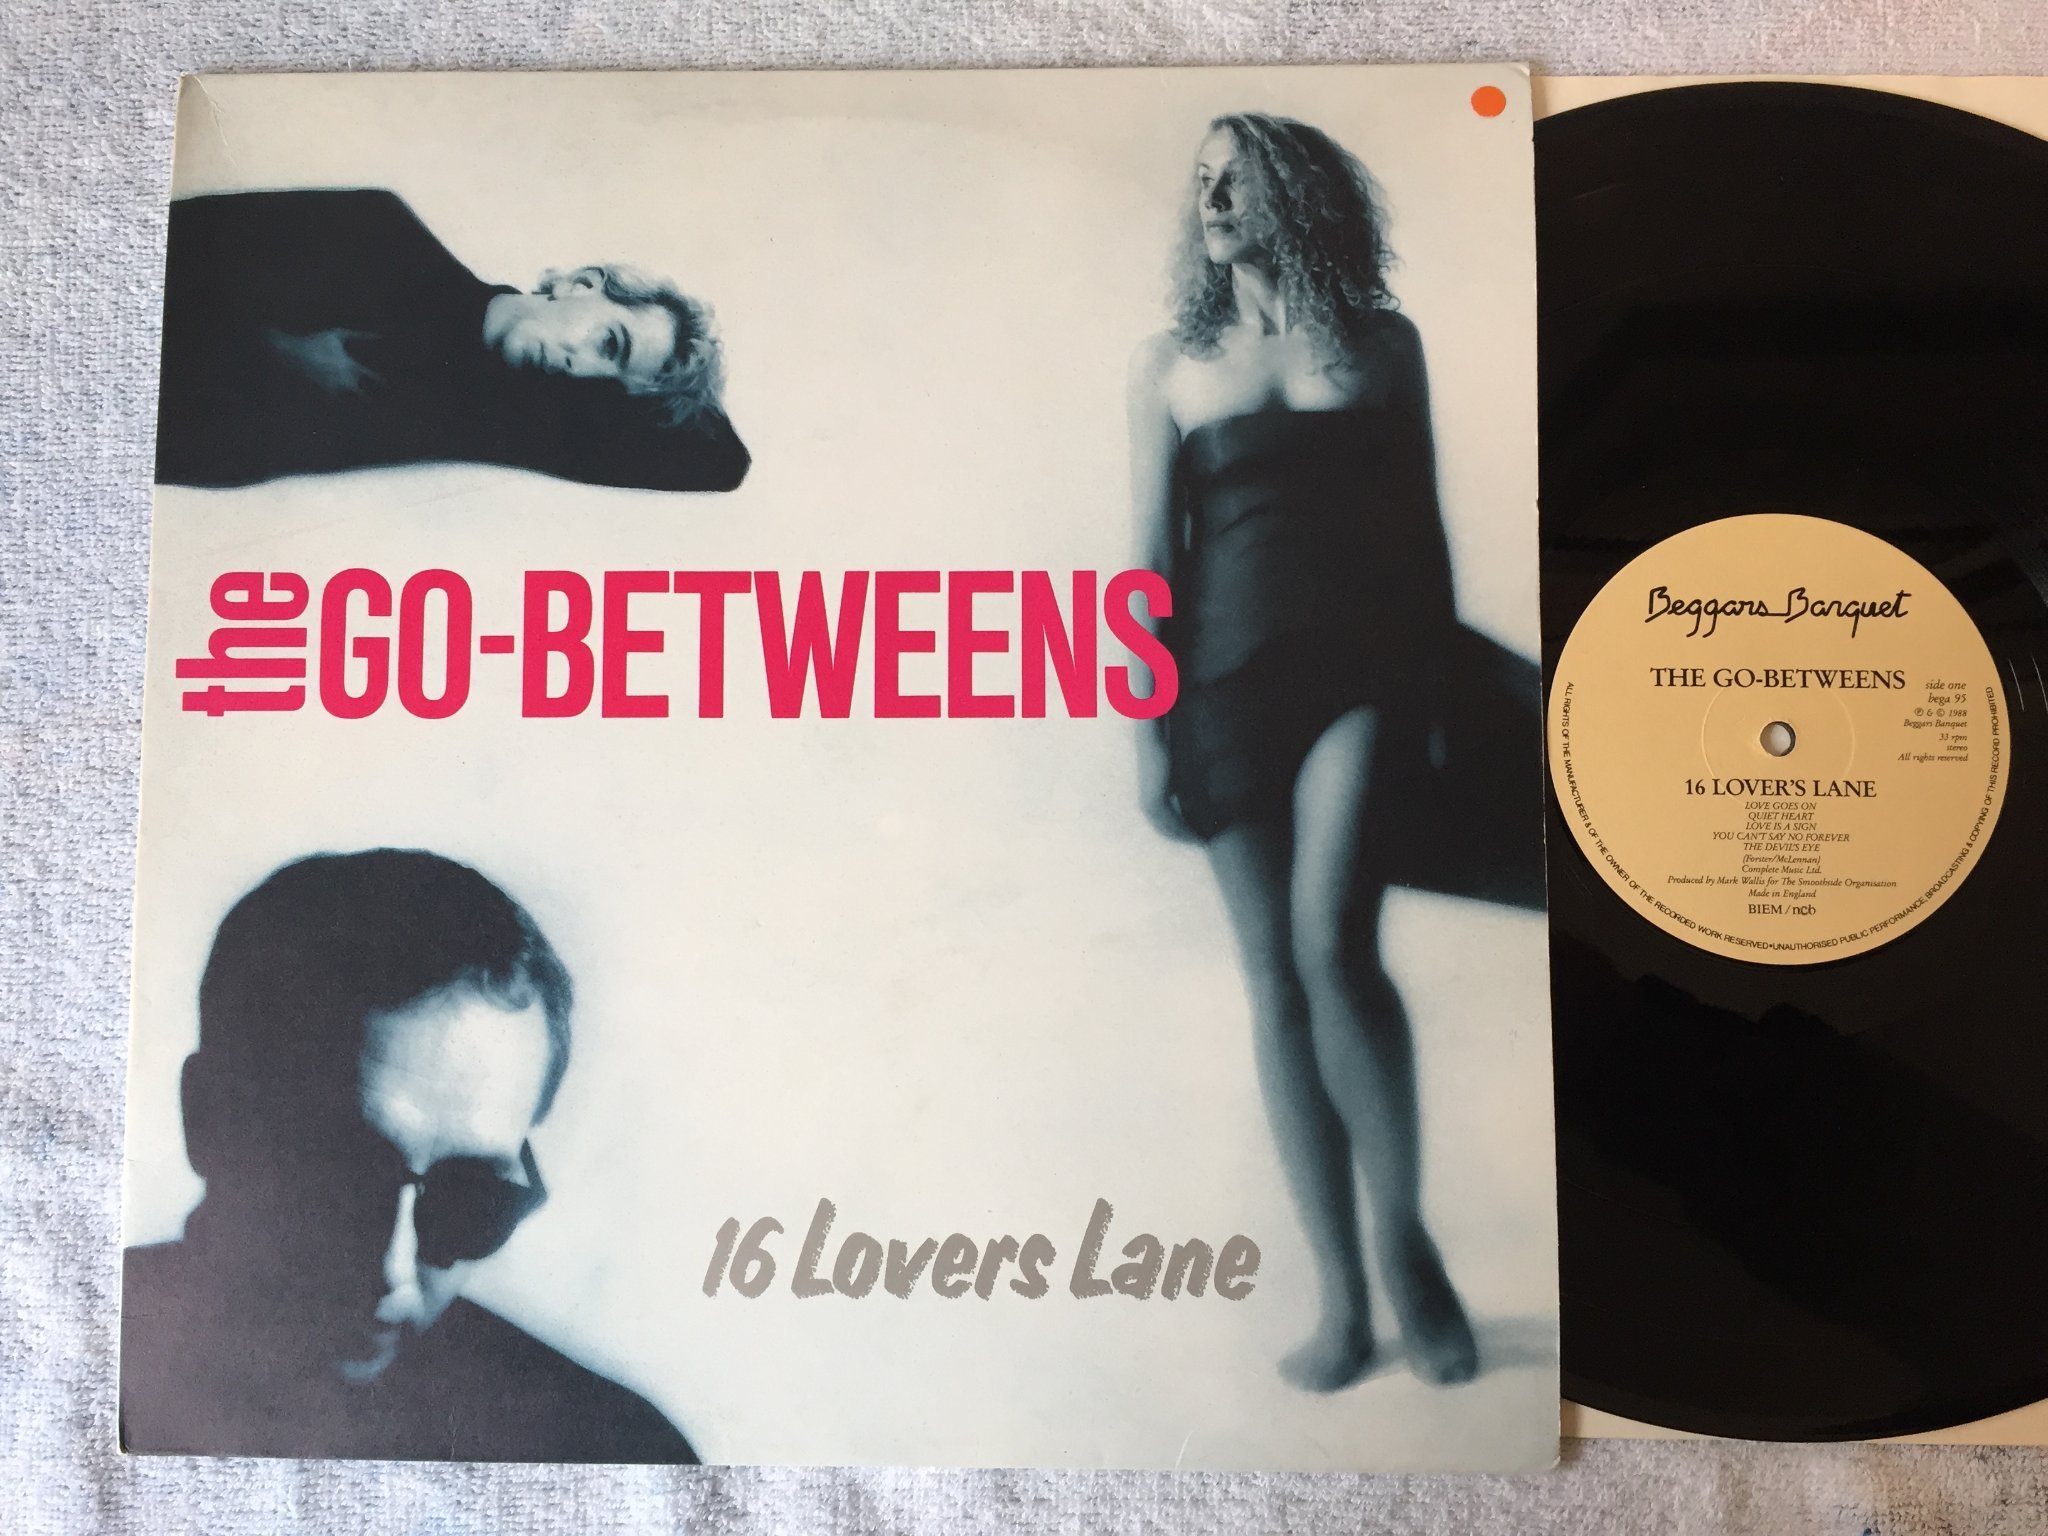 the GO-BETWEENS
16 Lovers Lane
Beggars Banquet
THE GO-BETWEENS
side one
bega 95
Ⓟ & © 1988
Beggars Banquet
33 rpm
stereo
All rights reserved
16 LOVER'S LANE
LOVE GOES ON
QUIET HEART
LOVE IS A SIGN
YOU CAN'T SAY NO FOREVER
THE DEVIL'S EYE
(Forster/McLennan)
Complete Music Ltd.
Produced by Mark Wallis for The Smoothside Organisation
Made in England
BIEM / ncb
ALL RIGHTS OF THE MANUFACTURER & OF THE OWNER OF THE RECORDED WORK RESERVED•UNAUTHORISED PUBLIC PERFORMANCE, BROADCASTING & COPYING OF THIS RECORD PROHIBITED.